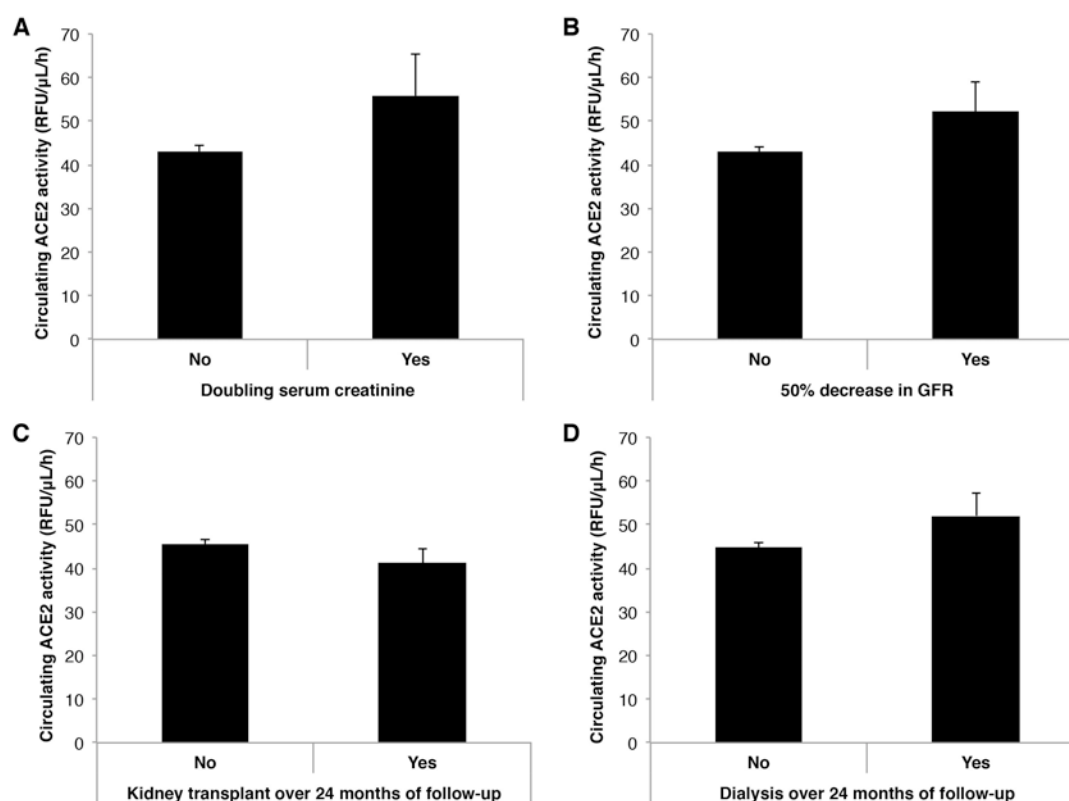 A
Circulating ACE2 activity (RFU/µL/h)
70
60
50
40
30
20
10
0
No
Yes
Doubling serum creatinine
B
Circulating ACE2 activity (RFU/µL/h)
70
60
50
40
30
20
10
0
No
Yes
50% decrease in GFR
C
Circulating ACE2 activity (RFU/µL/h)
70
60
50
40
30
20
10
0
No
Yes
Kidney transplant over 24 months of follow-up
D
Circulating ACE2 activity (RFU/µL/h)
70
60
50
40
30
20
10
0
No
Yes
Dialysis over 24 months of follow-up